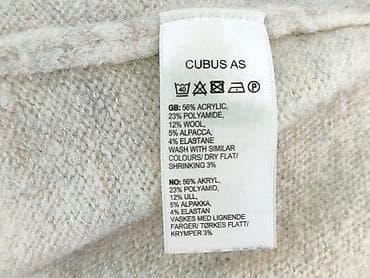 CUBUS AS
GB: 56% ACRYLIC,
23% POLYAMIDE,
12% WOOL,
5% ALPACCA,
4% ELASTANE
WASH WITH SIMILAR
COLOURS/ DRY FLAT/
SHRINKING 3%
NO: 56% AKRYL,
23% POLYAMID,
12% ULL,
5% ALPAKKA,
4% ELASTAN
VASKES MED LIGNENDE
FARGER/ TØRKES FLATT/
KRYMPER 3%